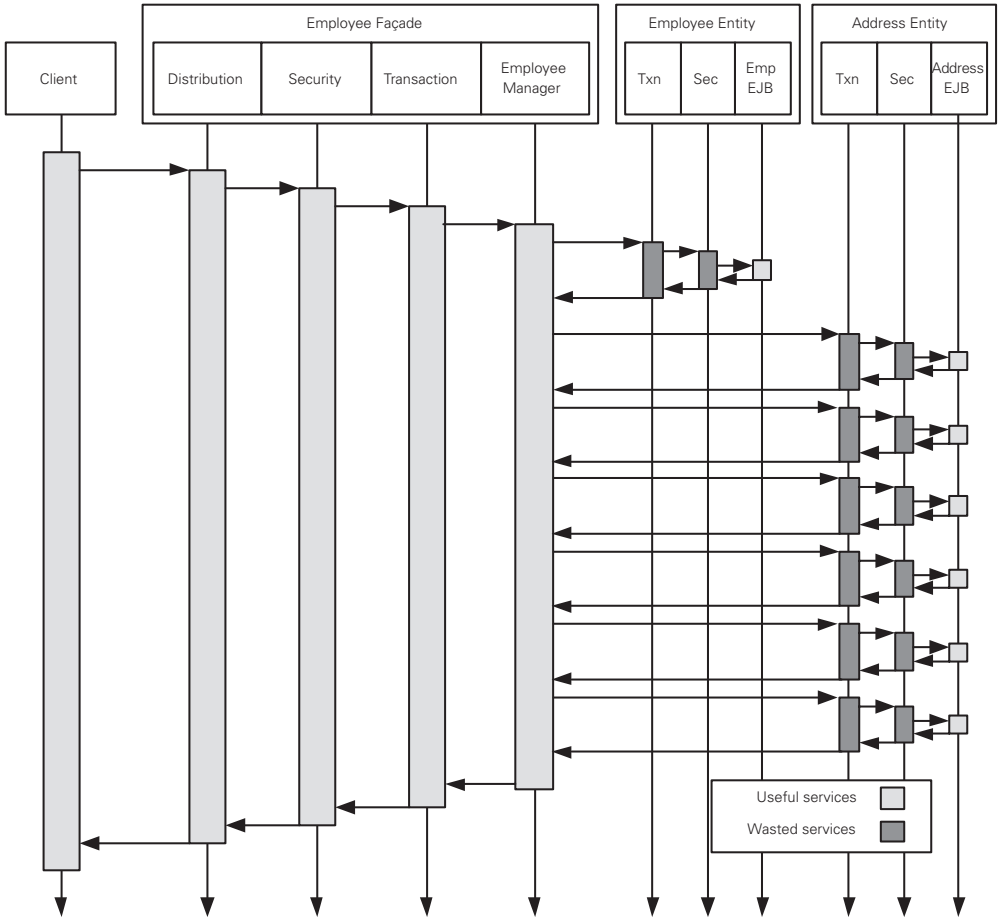 Employee Façade
Employee Entity
Address Entity
Client
Distribution
Security
Transaction
Employee
Manager
Txn
Sec
Emp
EJB
Txn
Sec
Address
EJB
Useful services
Wasted services